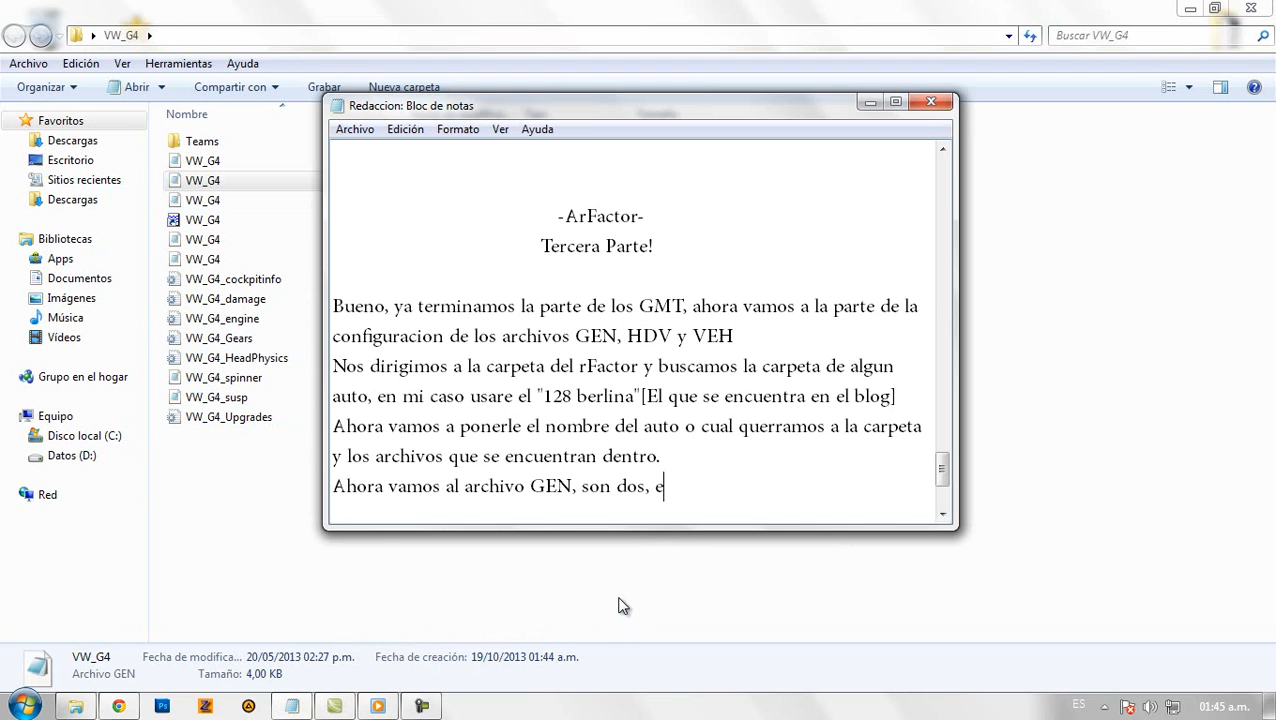 VW_G4
Buscar VW_G4
Archivo Edición Ver Herramientas Ayuda
Organizar Abrir Compartir con Grabar Nueva carpeta
Nombre
Favoritos
Descargas
Escritorio
Sitios recientes
Descargas
Bibliotecas
Apps
Documentos
Imágenes
Música
Vídeos
Grupo en el hogar
Equipo
Disco local (C:)
Datos (D:)
Red
Teams
VW_G4
VW_G4
VW_G4
VW_G4
VW_G4
VW_G4
VW_G4_cockpitinfo
VW_G4_damage
VW_G4_engine
VW_G4_Gears
VW_G4_HeadPhysics
VW_G4_spinner
VW_G4_susp
VW_G4_Upgrades
Redaccion: Bloc de notas
Archivo Edición Formato Ver Ayuda
-ArFactor-
Tercera Parte!
Bueno, ya terminamos la parte de los GMT, ahora vamos a la parte de la
configuracion de los archivos GEN, HDV y VEH
Nos dirigimos a la carpeta del rFactor y buscamos la carpeta de algun
auto, en mi caso usare el "128 berlina"[El que se encuentra en el blog]
Ahora vamos a ponerle el nombre del auto o cual querramos a la carpeta
y los archivos que se encuentran dentro.
Ahora vamos al archivo GEN, son dos, e
VW_G4 Fecha de modifica... 20/05/2013 02:27 p.m. Fecha de creación: 19/10/2013 01:44 a.m.
Archivo GEN Tamaño: 4,00 KB
ES 01:45 a.m.